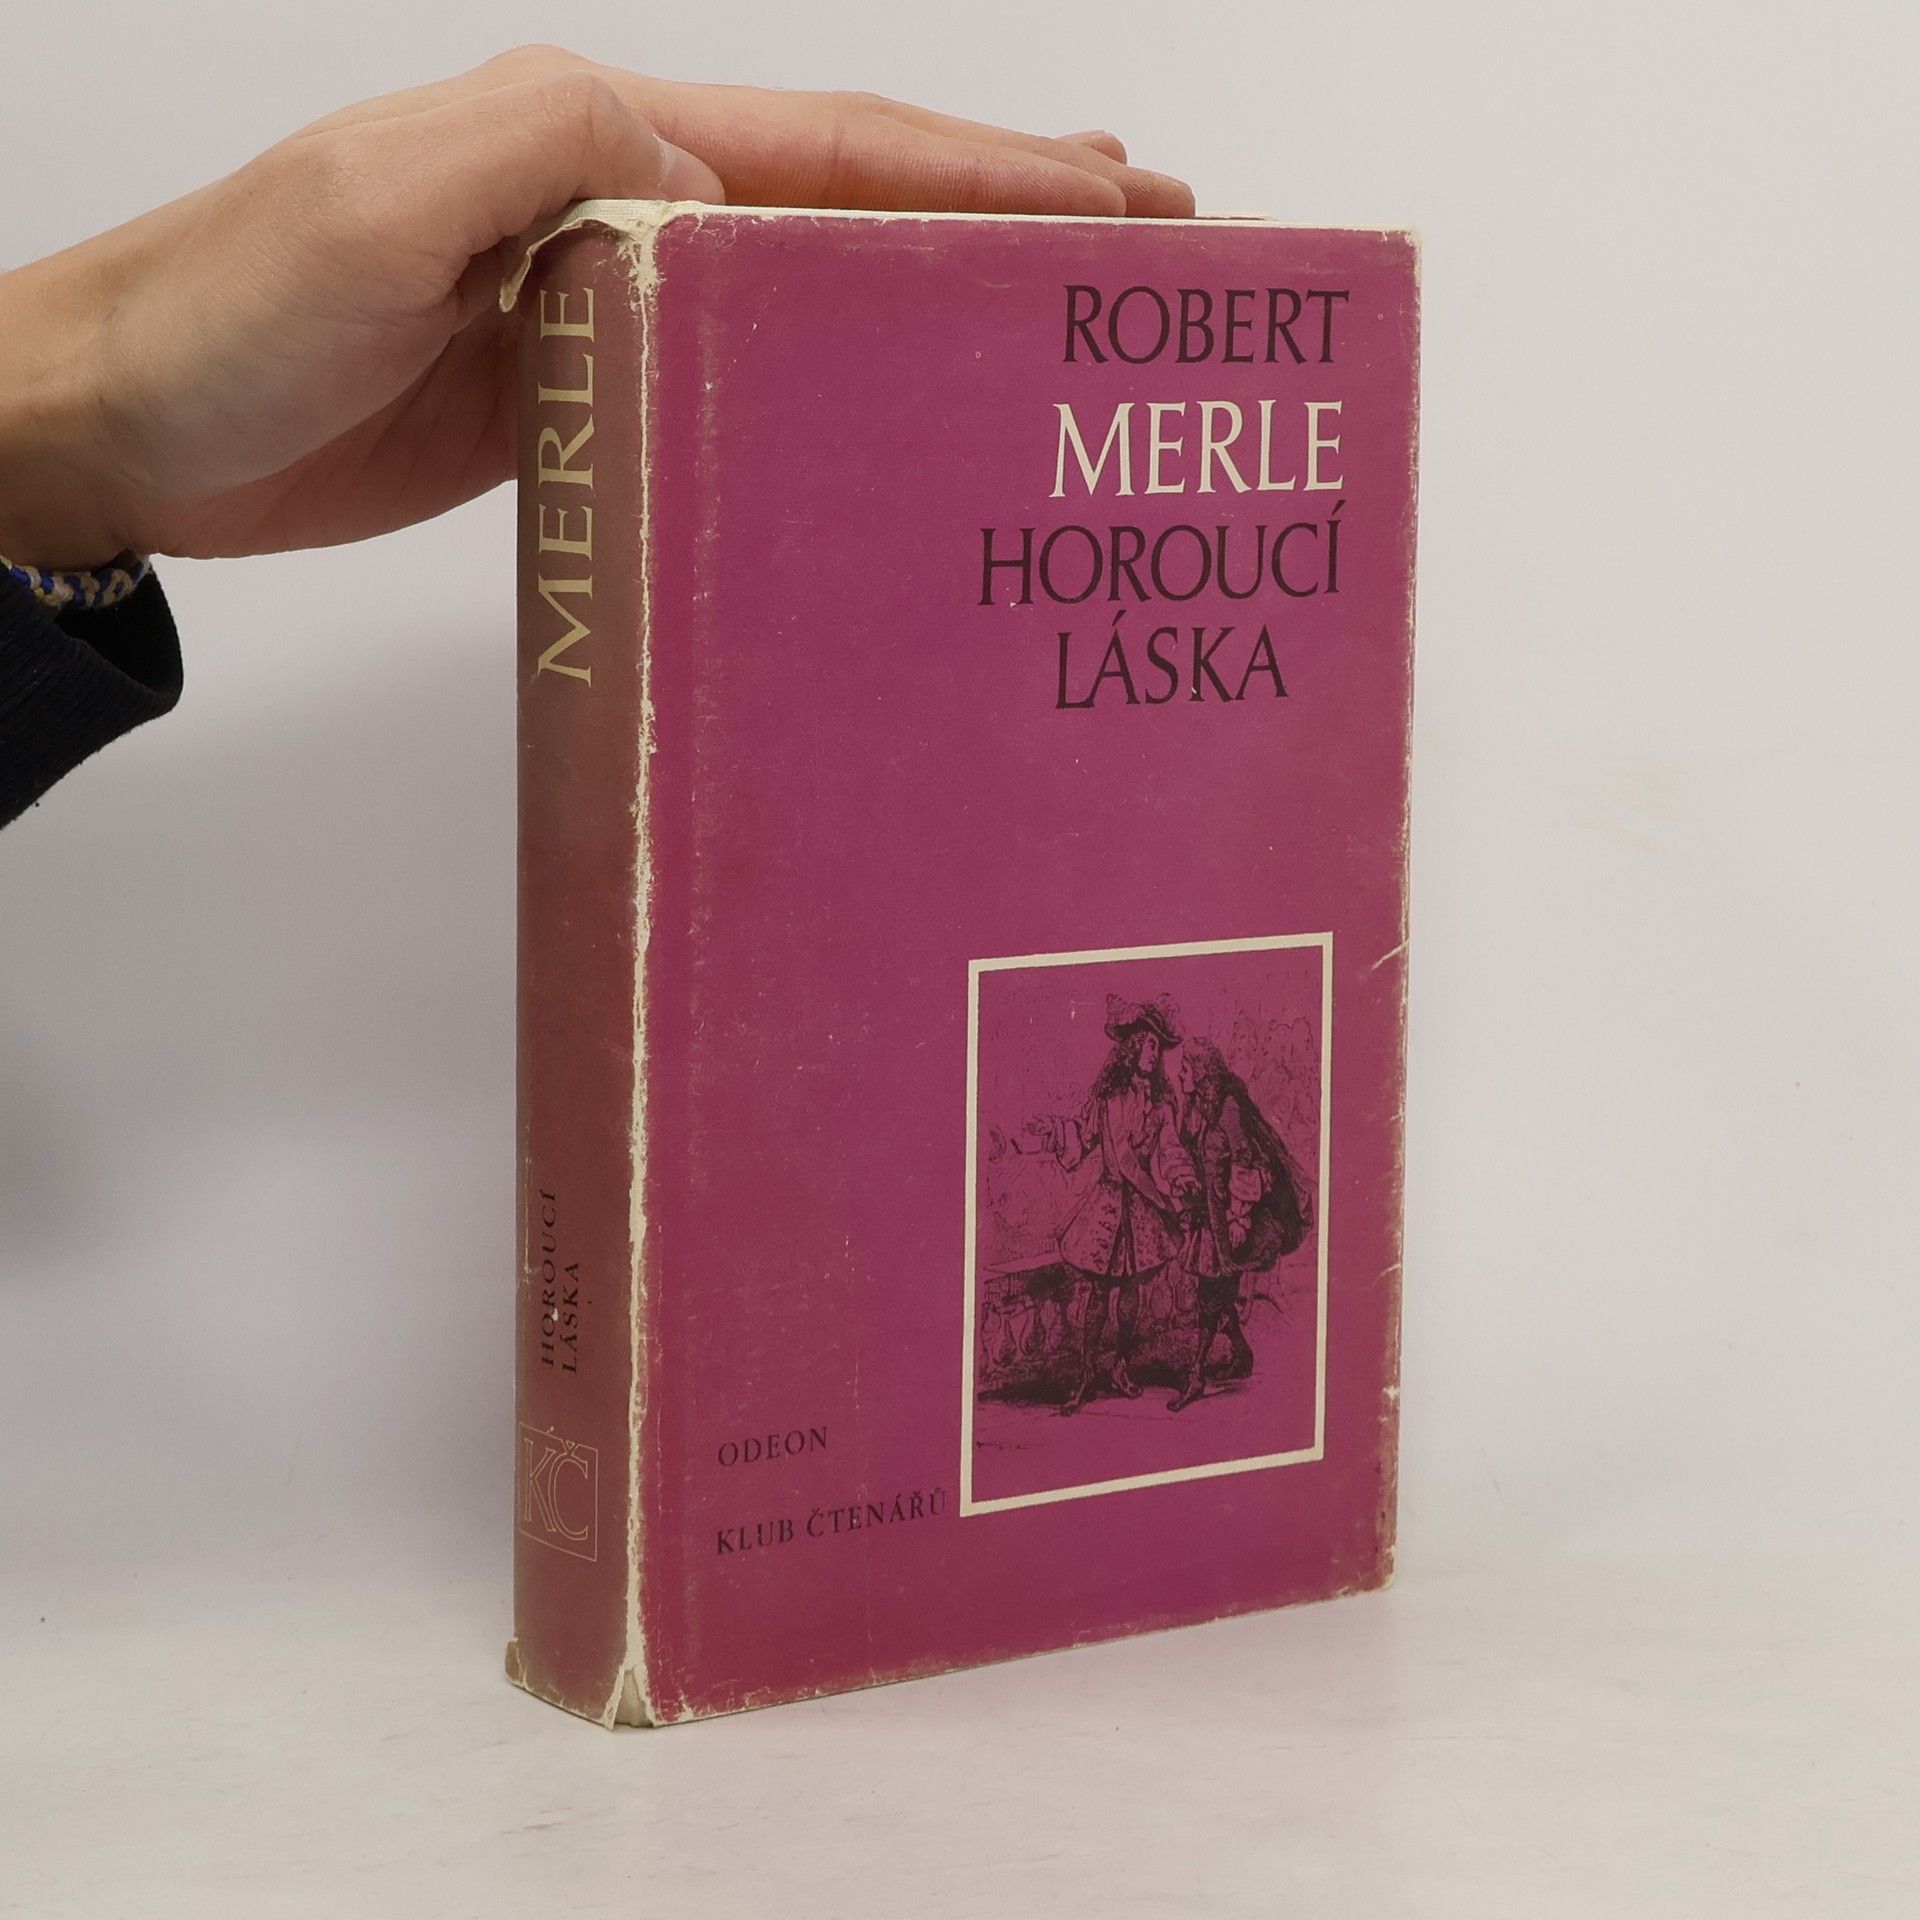 MERLE
HOROUCÍ
LÁSKA
KČ
ROBERT
MERLE
HOROUCÍ
LÁSKA
ODEON
KLUB ČTENÁŘŮ